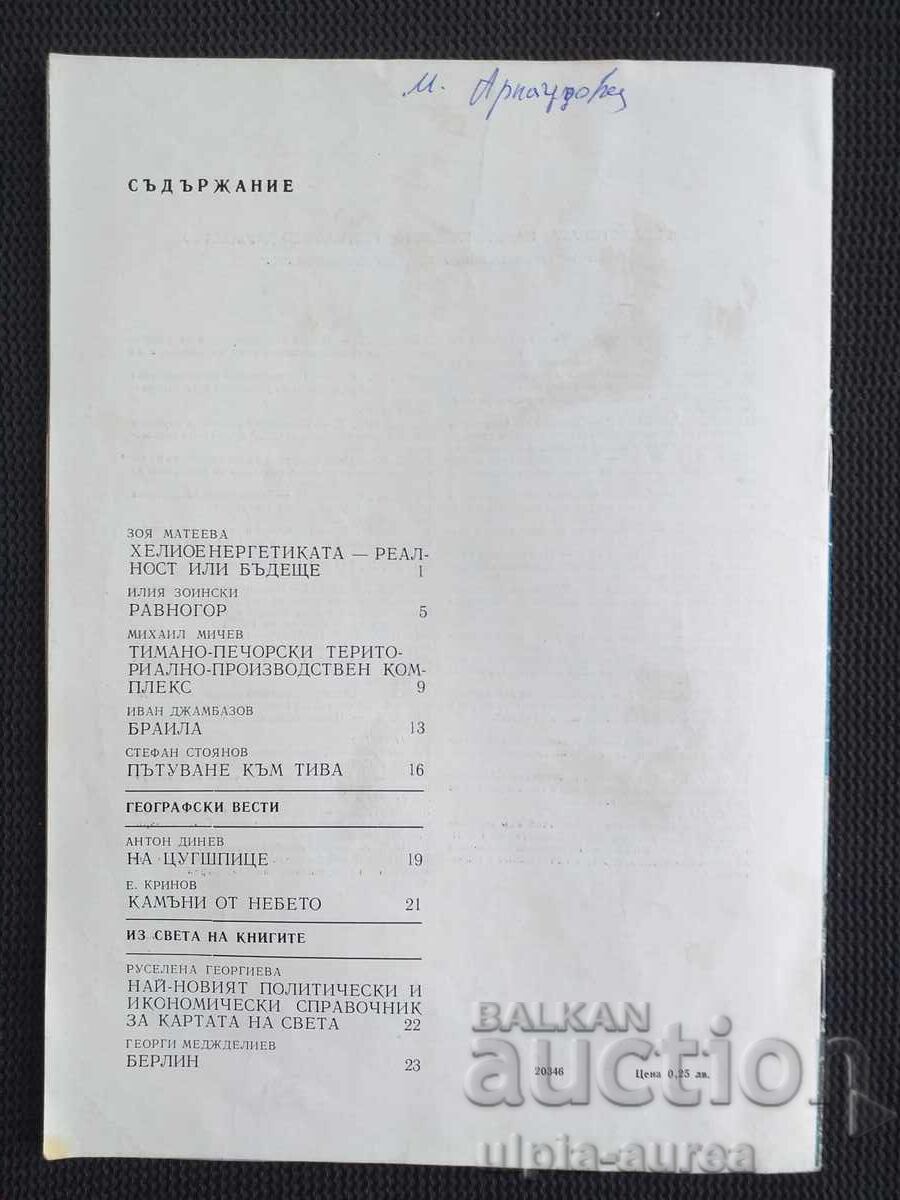 СЪДЪРЖАНИЕ
ЗОЯ МАТЕЕВА
ХЕЛИОЕНЕРГЕТИКАТА — РЕАЛ-
НОСТ ИЛИ БЪДЕЩЕ 1
ИЛИЯ ЗОИНСКИ
РАВНОГОР 5
МИХАИЛ МИЧЕВ
ТИМАНО-ПЕЧОРСКИ ТЕРИТО-
РИАЛНО-ПРОИЗВОДСТВЕН КОМ-
ПЛЕКС 9
ИВАН ДЖАМБАЗОВ
БРАИЛА 13
СТЕФАН СТОЯНОВ
ПЪТУВАНЕ КЪМ ТИВА 16
ГЕОГРАФСКИ ВЕСТИ
АНТОН ДИНЕВ
НА ЦУГШПИЦЕ 19
Е. КРИНОВ
КАМЪНИ ОТ НЕБЕТО 21
ИЗ СВЕТА НА КНИГИТЕ
РУСЕЛЕНА ГЕОРГИЕВА
НАЙ-НОВИЯТ ПОЛИТИЧЕСКИ И
ИКОНОМИЧЕСКИ СПРАВОЧНИК
ЗА КАРТАТА НА СВЕТА 22
ГЕОРГИ МЕДЖДЕЛИЕВ
БЕРЛИН 23
20346 Цена 0,25 лв.
BALKAN
auction
ulpia-aurea